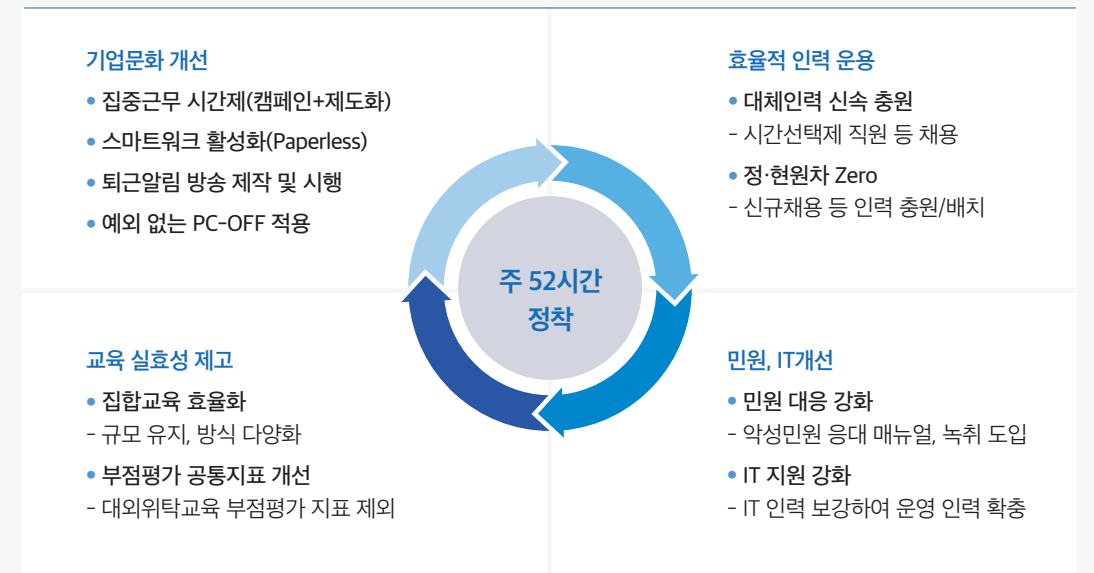 기업문화 개선
• 집중근무 시간제(캠페인+제도화)
• 스마트워크 활성화(Paperless)
• 퇴근알림 방송 제작 및 시행
• 예외 없는 PC-OFF 적용
효율적 인력 운용
• 대체인력 신속 충원
- 시간선택제 직원 등 채용
• 정·현원차 Zero
- 신규채용 등 인력 충원/배치
주 52시간
정착
교육 실효성 제고
• 집합교육 효율화
- 규모 유지, 방식 다양화
• 부점평가 공통지표 개선
- 대외위탁교육 부점평가 지표 제외
민원, IT개선
• 민원 대응 강화
- 악성민원 응대 매뉴얼, 녹취 도입
• IT 지원 강화
- IT 인력 보강하여 운영 인력 확충